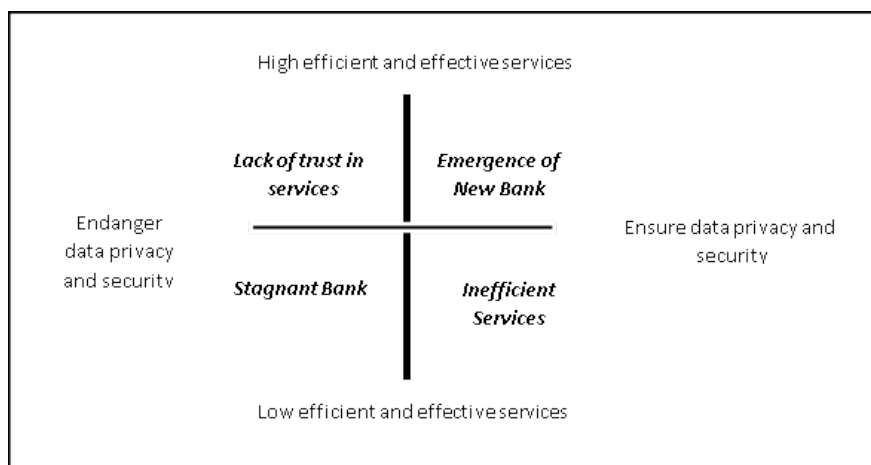 High efficient and effective services
Lack of trust in
services
Emergence of
New Bank
Endanger
data privacy
and security
Ensure data privacy and
security
Stagnant Bank
Inefficient
Services
Low efficient and effective services